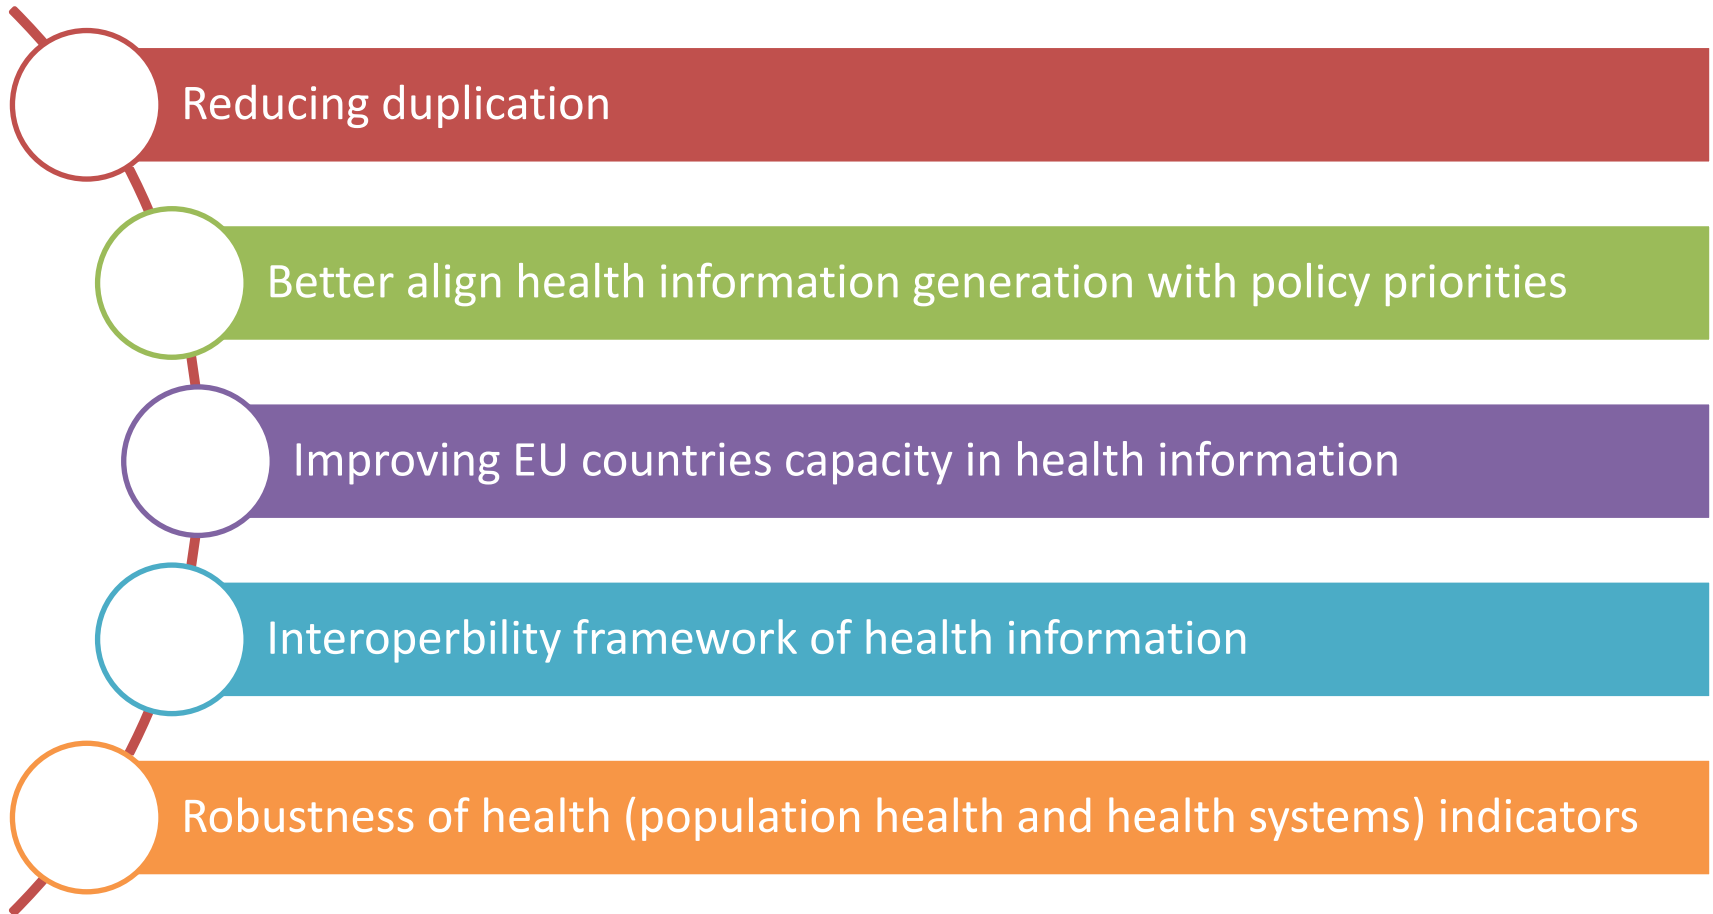 Reducing duplication
Better align health information generation with policy priorities
Improving EU countries capacity in health information
Interoperbility framework of health information
Robustness of health (population health and health systems) indicators